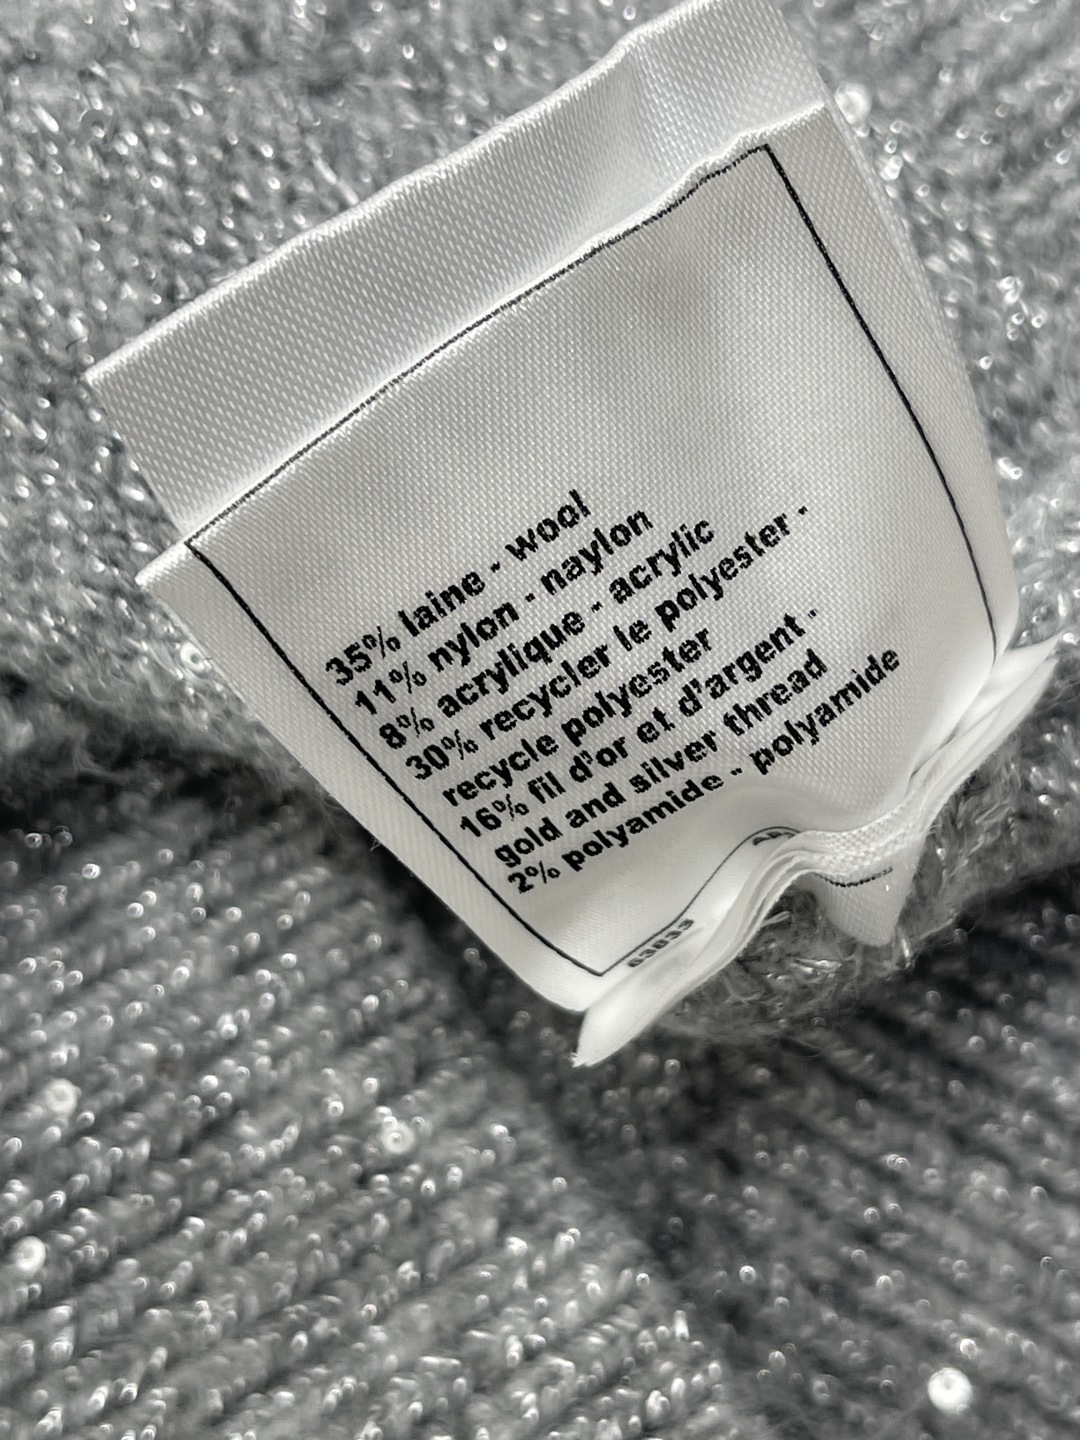 35% laine - wool
11% nylon - naylon
8% acrylique - acrylic
30% recycler le polyester -
recycle polyester
16% fil d'or et d'argent -
gold and silver thread
2% polyamide - polyamide
63033